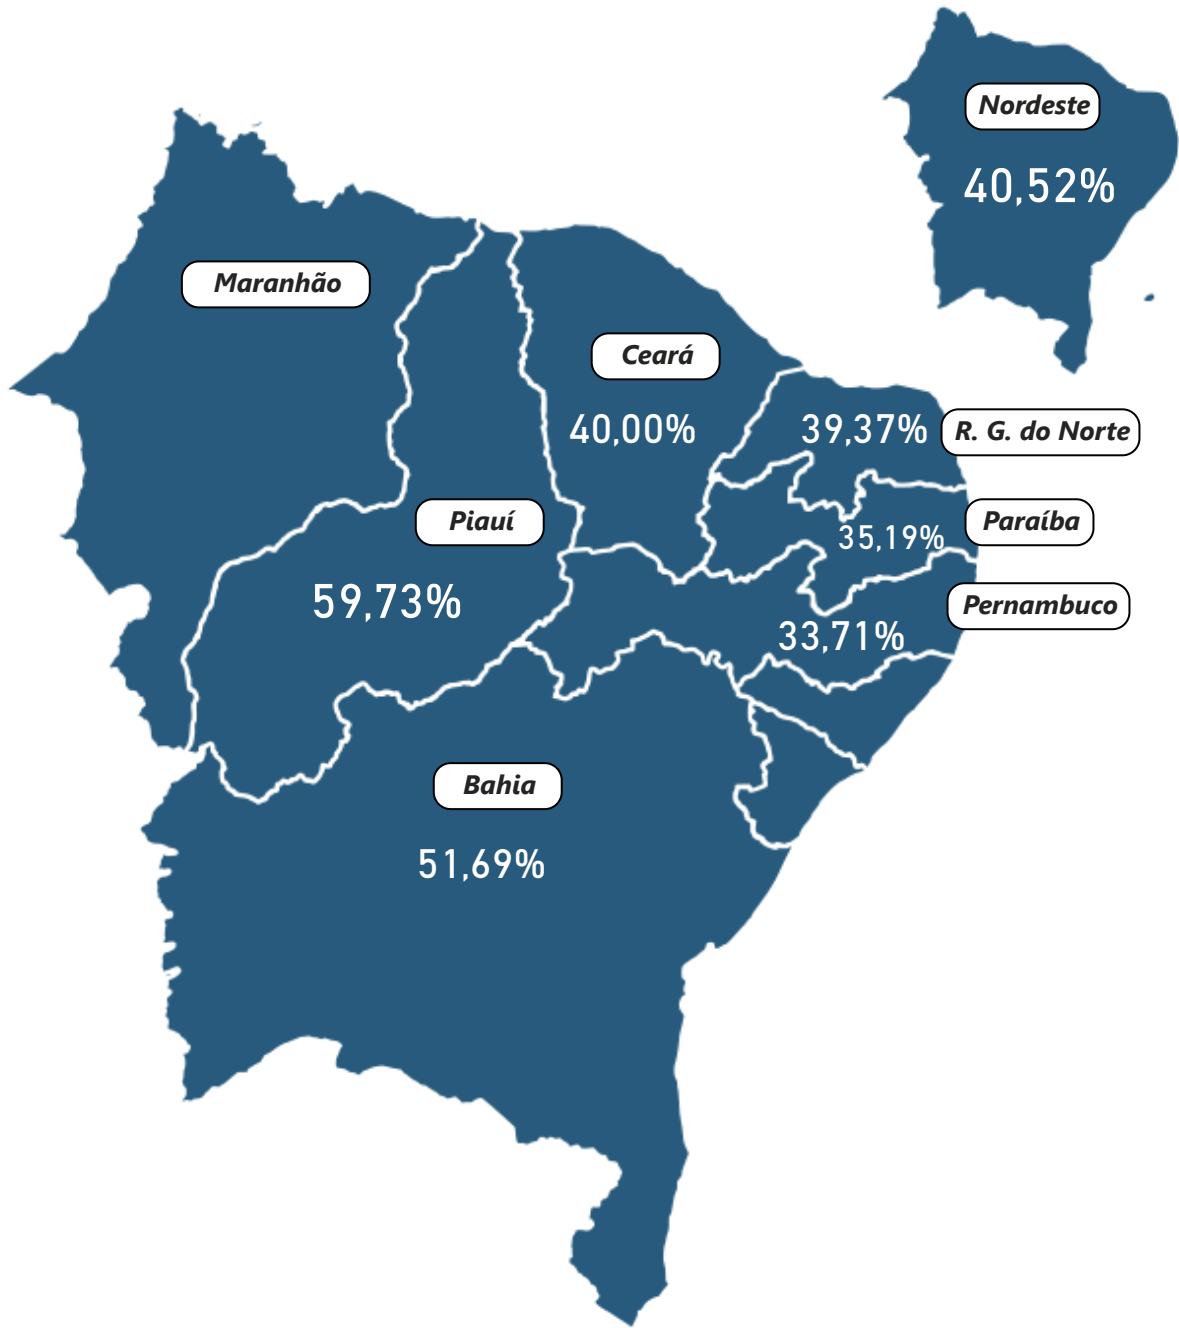 Nordeste
40,52%
Maranhão
Ceará
40,00%
39,37%
R. G. do Norte
Piauí
59,73%
Paraíba
35,19%
Pernambuco
33,71%
Bahia
51,69%